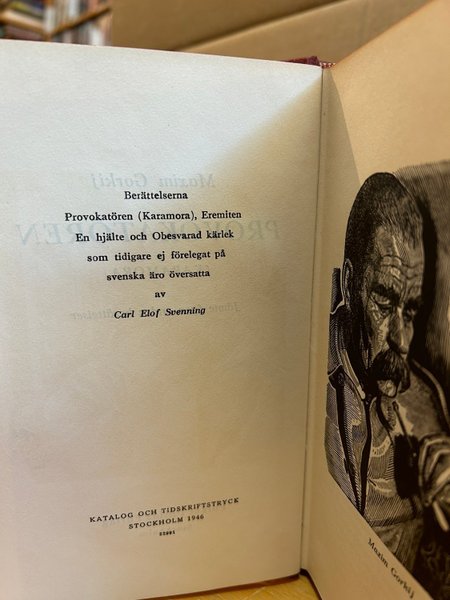 Berättelserna
Provokatören (Karamora), Eremiten
En hjälte och Obesvarad kärlek
som tidigare ej förelegat på
svenska äro översatta
av
Carl Elof Svenning
KATALOG OCH TIDSKRIFTSTRYCK
STOCKHOLM 1946
Maxim Gorkij